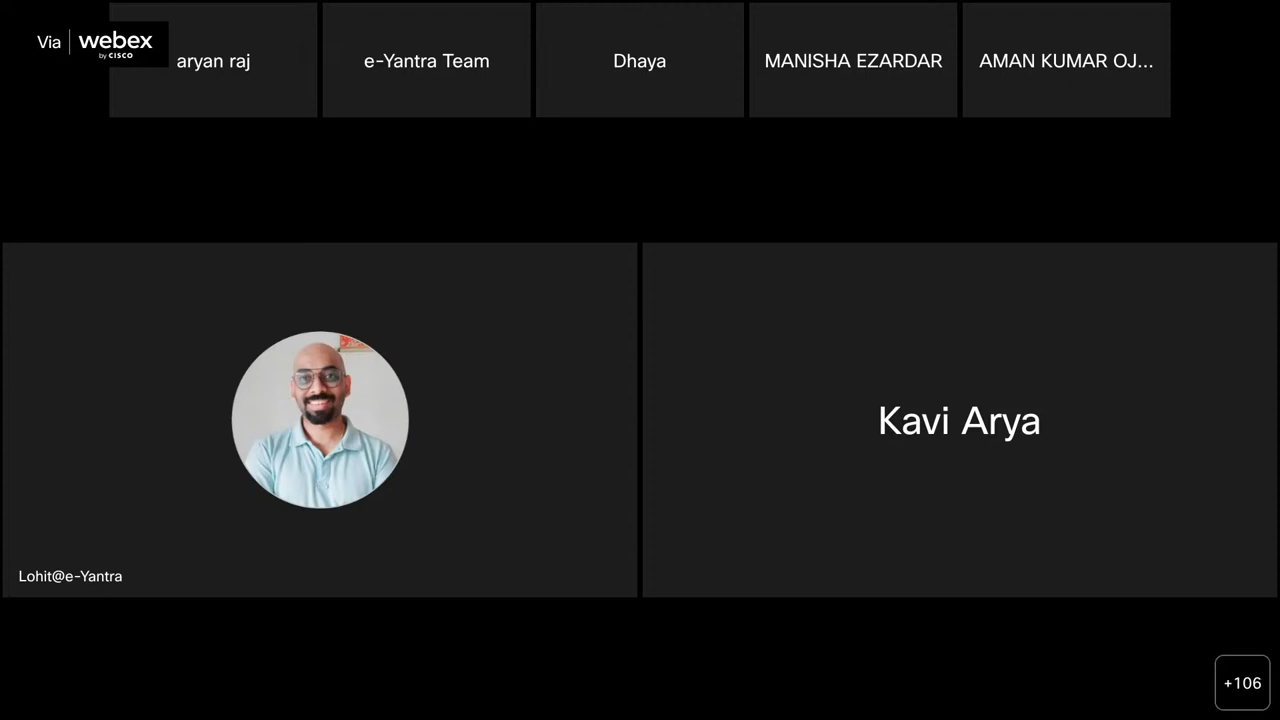 Via webex
by CISCO
aryan raj
e-Yantra Team
Dhaya
MANISHA EZARDAR
AMAN KUMAR OJ...
Kavi Arya
Lohit@e-Yantra
+106